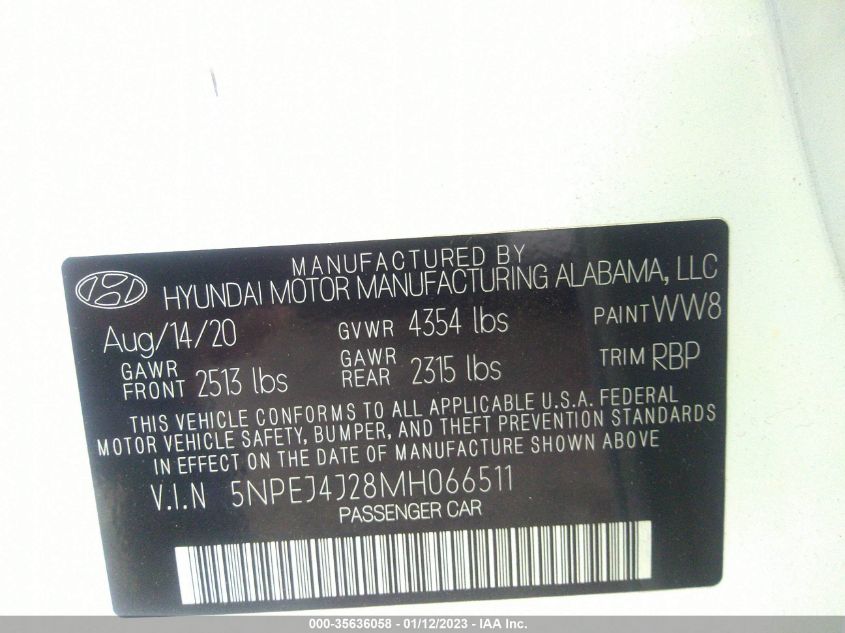 MANUFACTURED BY
HYUNDAI MOTOR MANUFACTURING ALABAMA, LLC
Aug/14/20 GVWR 4354 lbs PAINT WW8
GAWR FRONT 2513 lbs GAWR REAR 2315 lbs TRIM RBP
THIS VEHICLE CONFORMS TO ALL APPLICABLE U.S.A. FEDERAL
MOTOR VEHICLE SAFETY, BUMPER, AND THEFT PREVENTION STANDARDS
IN EFFECT ON THE DATE OF MANUFACTURE SHOWN ABOVE
V.I.N 5NPEJ4J28MH066511
PASSENGER CAR
000-35636058 - 01/12/2023 - IAA Inc.